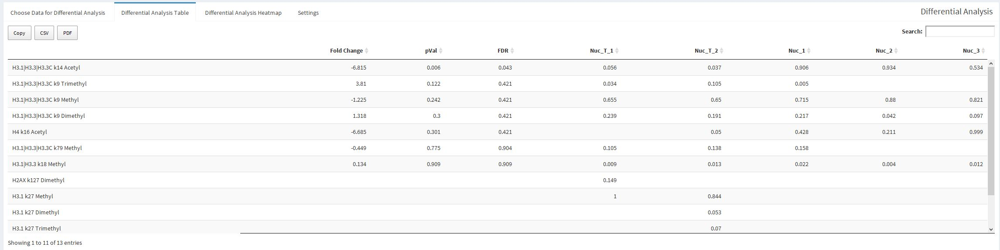 Choose Data for Differential Analysis Differential Analysis Table Differential Analysis Heatmap Settings Differential Analysis
Copy CSV PDF Search:
Fold Change pVal FDR Nuc_T_1 Nuc_T_2 Nuc_1 Nuc_2 Nuc_3
H3.1|H3.3|H3.3C k14 Acetyl -6.815 0.006 0.043 0.056 0.037 0.906 0.934 0.534
H3.1|H3.3|H3.3C k9 Trimethyl 3.81 0.122 0.421 0.034 0.105 0.005
H3.1|H3.3|H3.3C k9 Methyl -1.225 0.242 0.421 0.655 0.65 0.715 0.88 0.821
H3.1|H3.3|H3.3C k9 Dimethyl 1.318 0.3 0.421 0.239 0.191 0.217 0.042 0.097
H4 k16 Acetyl -6.685 0.301 0.421 0.05 0.428 0.211 0.999
H3.1|H3.3|H3.3C k79 Methyl -0.449 0.775 0.904 0.105 0.138 0.158
H3.1|H3.3 k18 Methyl 0.134 0.909 0.909 0.009 0.013 0.022 0.004 0.012
H2AX k127 Dimethyl 0.149
H3.1 k27 Methyl 1 0.844
H3.1 k27 Dimethyl 0.053
H3.1 k27 Trimethyl 0.07
Showing 1 to 11 of 13 entries